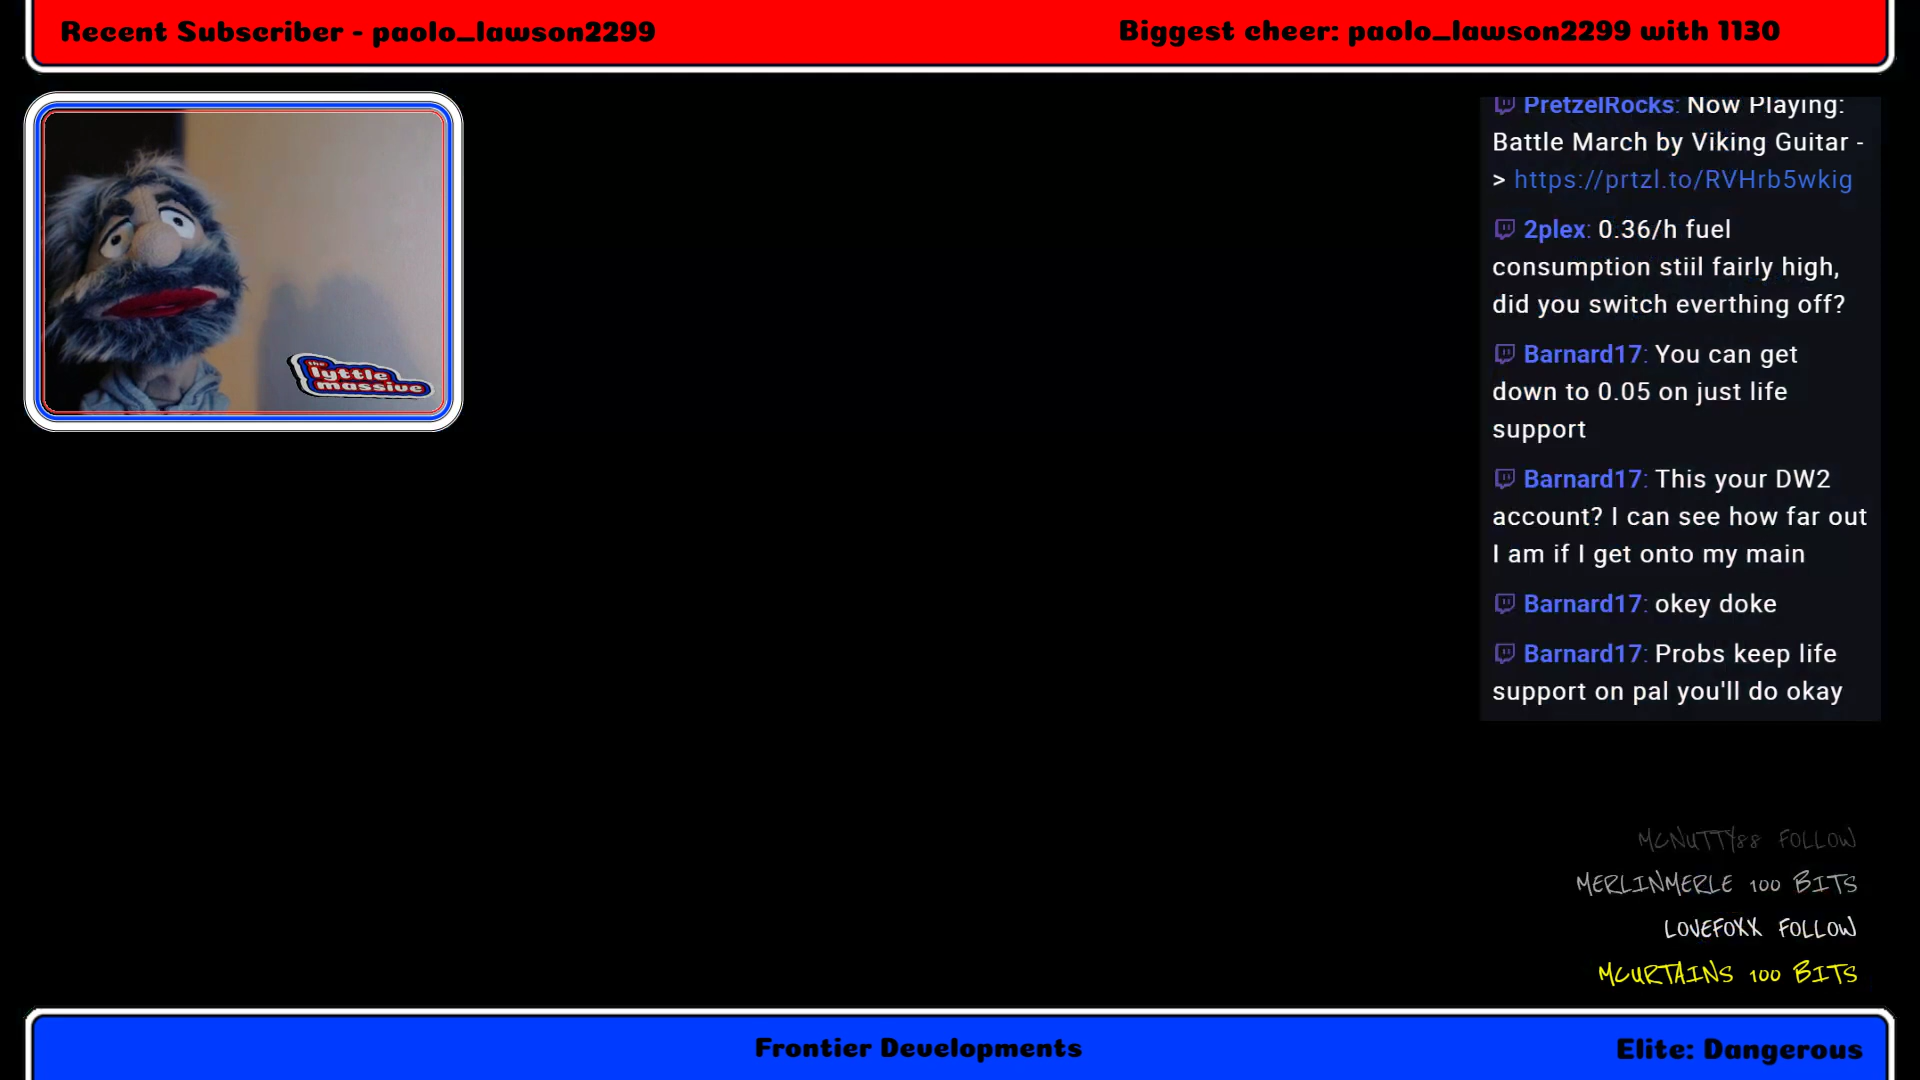 Recent Subscriber - paolo_lawson2299
Biggest cheer: paolo_lawson2299 with 1130
the
lyttle
massive
PretzelRocks: Now Playing:
Battle March by Viking Guitar -
> https://prtzl.to/RVHrb5wkig
2plex: 0.36/h fuel
consumption stiil fairly high,
did you switch everthing off?
Barnard17: You can get
down to 0.05 on just life
support
Barnard17: This your DW2
account? I can see how far out
I am if I get onto my main
Barnard17: okey doke
Barnard17: Probs keep life
support on pal you'll do okay
MCNUTTY88 FOLLOW
MERLINMERLE 100 BITS
LOVEFOXX FOLLOW
MCURTAINS 100 BITS
Frontier Developments
Elite: Dangerous